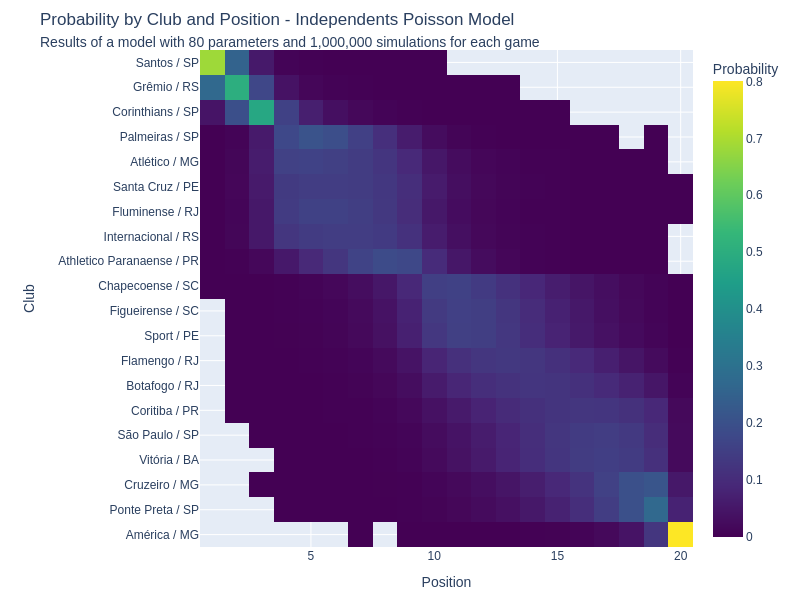 Probability by Club and Position - Independents Poisson Model
Results of a model with 80 parameters and 1,000,000 simulations for each game
Probability
Santos / SP
Grêmio / RS
Corinthians / SP
Palmeiras / SP
Atlético / MG
Santa Cruz / PE
Fluminense / RJ
Internacional / RS
Athletico Paranaense / PR
Chapecoense / SC
Figueirense / SC
Sport / PE
Flamengo / RJ
Botafogo / RJ
Coritiba / PR
São Paulo / SP
Vitória / BA
Cruzeiro / MG
Ponte Preta / SP
América / MG
Club
5
10
15
20
Position
0.8
0.7
0.6
0.5
0.4
0.3
0.2
0.1
0